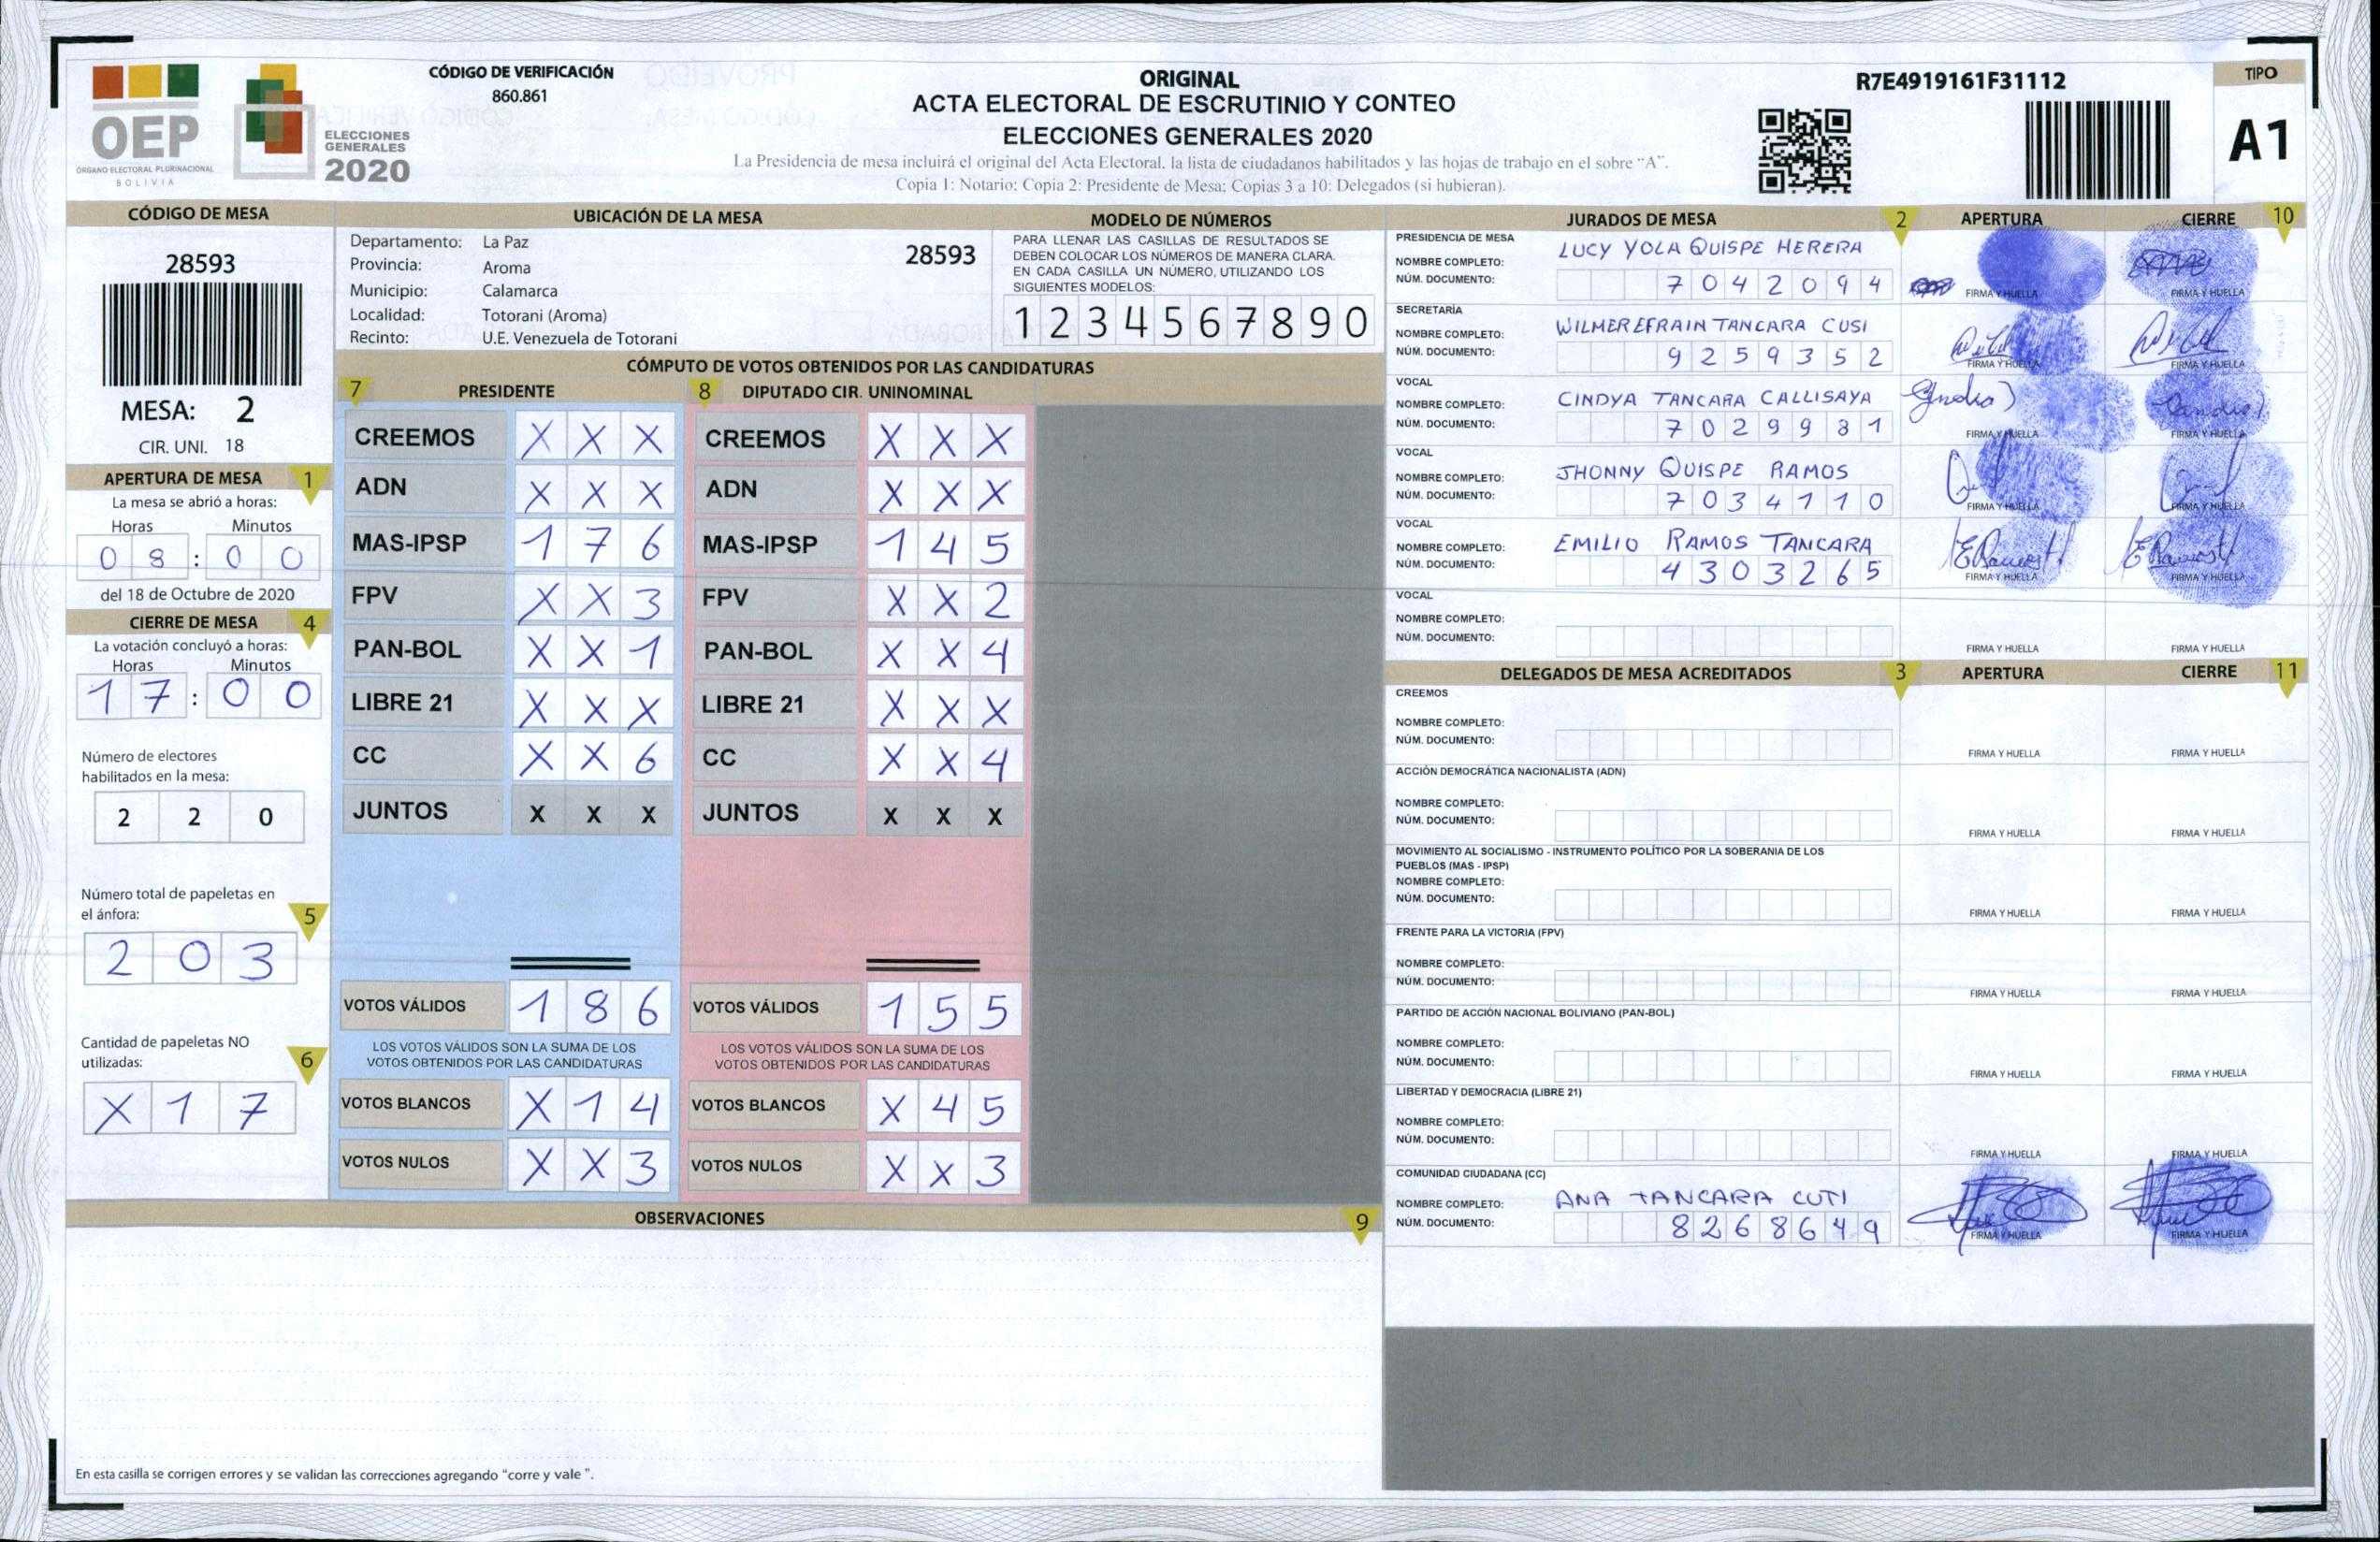 OEP
ÓRGANO ELECTORAL PLURINACIONAL
BOLIVIA
ELECCIONES
GENERALES
2020
CÓDIGO DE VERIFICACIÓN
860.861
ORIGINAL
ACTA ELECTORAL DE ESCRUTINIO Y CONTEO
ELECCIONES GENERALES 2020
La Presidencia de mesa incluirá el original del Acta Electoral, la lista de ciudadanos habilitados y las hojas de trabajo en el sobre "A".
Copia 1: Notario; Copia 2: Presidente de Mesa; Copias 3 a 10: Delegados (si hubieran).
R7E4919161F31112
TIPO
A1
CÓDIGO DE MESA
28593
MESA: 2
CIR. UNI. 18
APERTURA DE MESA 1
La mesa se abrió a horas:
Horas Minutos
0 8 : 0 0
del 18 de Octubre de 2020
CIERRE DE MESA 4
La votación concluyó a horas:
Horas Minutos
1 7 : 0 0
Número de electores
habilitados en la mesa:
2 2 0
Número total de papeletas en
el ánfora: 5
2 0 3
Cantidad de papeletas NO
utilizadas: 6
X 1 7
UBICACIÓN DE LA MESA
Departamento: La Paz 28593
Provincia: Aroma
Municipio: Calamarca
Localidad: Totorani (Aroma)
Recinto: U.E. Venezuela de Totorani
MODELO DE NÚMEROS
PARA LLENAR LAS CASILLAS DE RESULTADOS SE
DEBEN COLOCAR LOS NÚMEROS DE MANERA CLARA.
EN CADA CASILLA UN NÚMERO, UTILIZANDO LOS
SIGUIENTES MODELOS:
1 2 3 4 5 6 7 8 9 0
CÓMPUTO DE VOTOS OBTENIDOS POR LAS CANDIDATURAS
7 PRESIDENTE 8 DIPUTADO CIR. UNINOMINAL
CREEMOS X X X CREEMOS X X X
ADN X X X ADN X X X
MAS-IPSP 1 7 6 MAS-IPSP 1 4 5
FPV X X 3 FPV X X 2
PAN-BOL X X 1 PAN-BOL X X 4
LIBRE 21 X X X LIBRE 21 X X X
CC X X 6 CC X X 4
JUNTOS X X X JUNTOS X X X
VOTOS VÁLIDOS 1 8 6 VOTOS VÁLIDOS 1 5 5
LOS VOTOS VÁLIDOS SON LA SUMA DE LOS LOS VOTOS VÁLIDOS SON LA SUMA DE LOS
VOTOS OBTENIDOS POR LAS CANDIDATURAS VOTOS OBTENIDOS POR LAS CANDIDATURAS
VOTOS BLANCOS X 1 4 VOTOS BLANCOS X 4 5
VOTOS NULOS X X 3 VOTOS NULOS X X 3
OBSERVACIONES 9
En esta casilla se corrigen errores y se validan las correcciones agregando "corre y vale ".
JURADOS DE MESA 2 APERTURA CIERRE 10
PRESIDENCIA DE MESA
NOMBRE COMPLETO: LUCY YOLA QUISPE HERERA
NÚM. DOCUMENTO: 7 0 4 2 0 9 4
FIRMA Y HUELLA FIRMA Y HUELLA
SECRETARÍA
NOMBRE COMPLETO: WILMER EFRAIN TANCARA CUSI
NÚM. DOCUMENTO: 9 2 5 9 3 5 2
FIRMA Y HUELLA FIRMA Y HUELLA
VOCAL
NOMBRE COMPLETO: CINDYA TANCARA CALLISAYA
NÚM. DOCUMENTO: 7 0 2 9 9 8 1
FIRMA Y HUELLA FIRMA Y HUELLA
VOCAL
NOMBRE COMPLETO: JHONNY QUISPE RAMOS
NÚM. DOCUMENTO: 7 0 3 4 1 1 0
FIRMA Y HUELLA FIRMA Y HUELLA
VOCAL
NOMBRE COMPLETO: EMILIO RAMOS TANCARA
NÚM. DOCUMENTO: 4 3 0 3 2 6 5
FIRMA Y HUELLA FIRMA Y HUELLA
VOCAL
NOMBRE COMPLETO:
NÚM. DOCUMENTO:
FIRMA Y HUELLA FIRMA Y HUELLA
DELEGADOS DE MESA ACREDITADOS 3 APERTURA CIERRE 11
CREEMOS
NOMBRE COMPLETO:
NÚM. DOCUMENTO:
FIRMA Y HUELLA FIRMA Y HUELLA
ACCIÓN DEMOCRÁTICA NACIONALISTA (ADN)
NOMBRE COMPLETO:
NÚM. DOCUMENTO:
FIRMA Y HUELLA FIRMA Y HUELLA
MOVIMIENTO AL SOCIALISMO - INSTRUMENTO POLÍTICO POR LA SOBERANIA DE LOS
PUEBLOS (MAS - IPSP)
NOMBRE COMPLETO:
NÚM. DOCUMENTO:
FIRMA Y HUELLA FIRMA Y HUELLA
FRENTE PARA LA VICTORIA (FPV)
NOMBRE COMPLETO:
NÚM. DOCUMENTO:
FIRMA Y HUELLA FIRMA Y HUELLA
PARTIDO DE ACCIÓN NACIONAL BOLIVIANO (PAN-BOL)
NOMBRE COMPLETO:
NÚM. DOCUMENTO:
FIRMA Y HUELLA FIRMA Y HUELLA
LIBERTAD Y DEMOCRACIA (LIBRE 21)
NOMBRE COMPLETO:
NÚM. DOCUMENTO:
FIRMA Y HUELLA FIRMA Y HUELLA
COMUNIDAD CIUDADANA (CC)
NOMBRE COMPLETO: ANA TANCARA CUTI
NÚM. DOCUMENTO: 8 2 6 8 6 4 9
FIRMA Y HUELLA FIRMA Y HUELLA